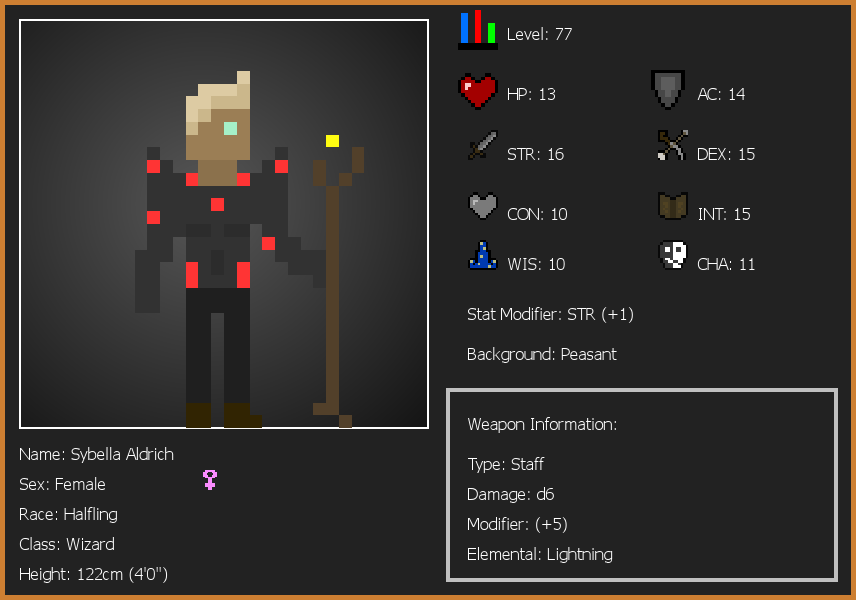 Level: 77
HP: 13
AC: 14
STR: 16
DEX: 15
CON: 10
INT: 15
WIS: 10
CHA: 11
Stat Modifier: STR (+1)
Background: Peasant
Weapon Information:
Type: Staff
Damage: d6
Modifier: (+5)
Elemental: Lightning
Name: Sybella Aldrich
Sex: Female
Race: Halfling
Class: Wizard
Height: 122cm (4'0")